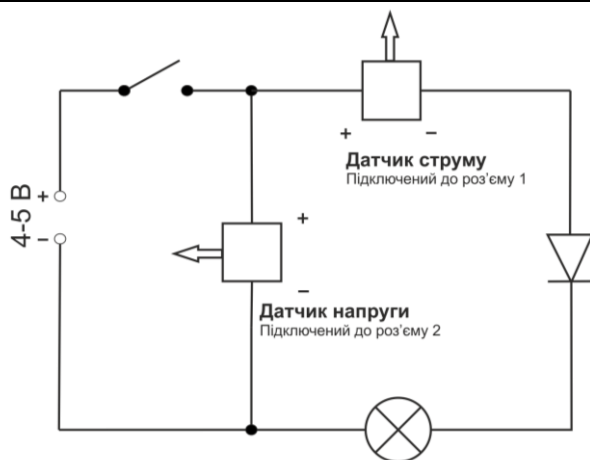 + −
Датчик струму
Підключений до роз'єму 1
4-5 В
+
−
+
−
Датчик напруги
Підключений до роз'єму 2